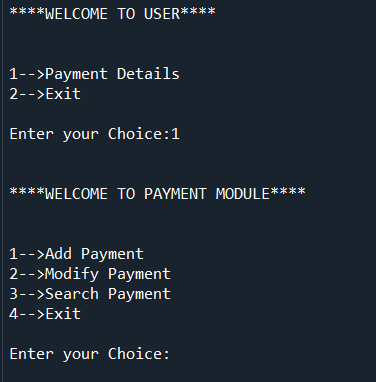 ****WELCOME TO USER****
1-->Payment Details
2-->Exit
Enter your Choice:1
****WELCOME TO PAYMENT MODULE****
1-->Add Payment
2-->Modify Payment
3-->Search Payment
4-->Exit
Enter your Choice: